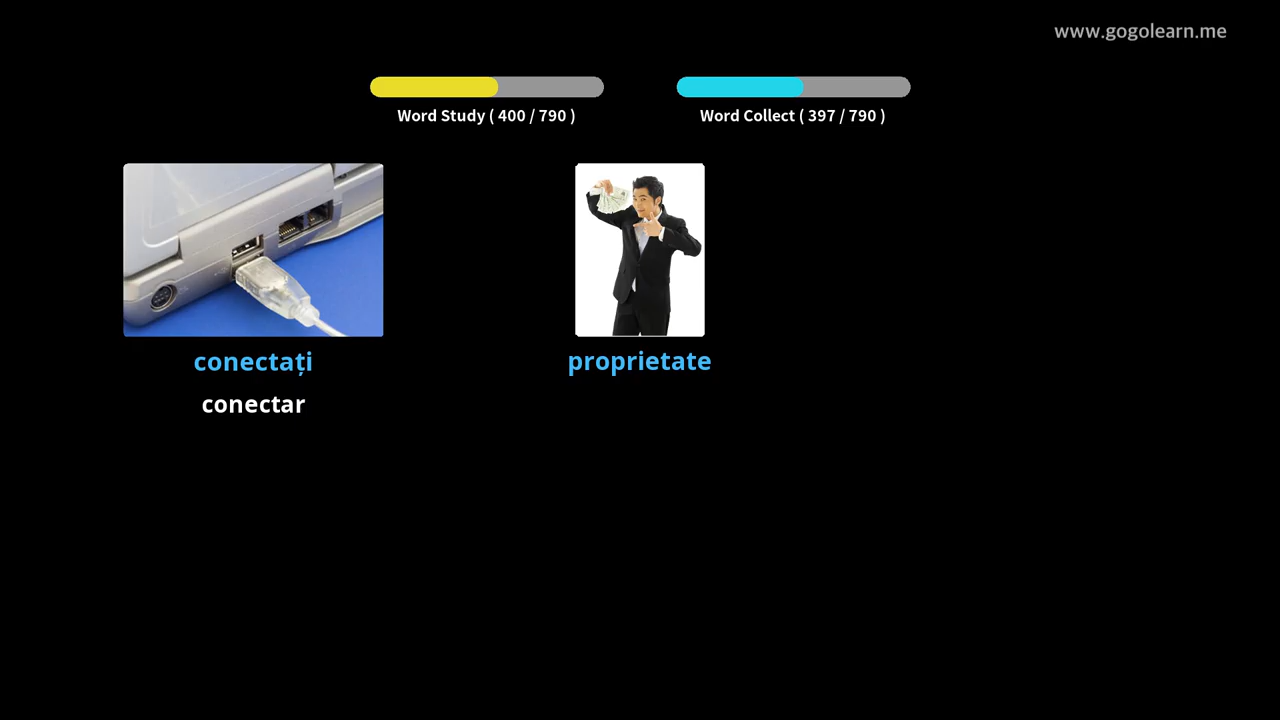 www.gogolearn.me
Word Study ( 400 / 790 )
Word Collect ( 397 / 790 )
conectați
proprietate
conectar